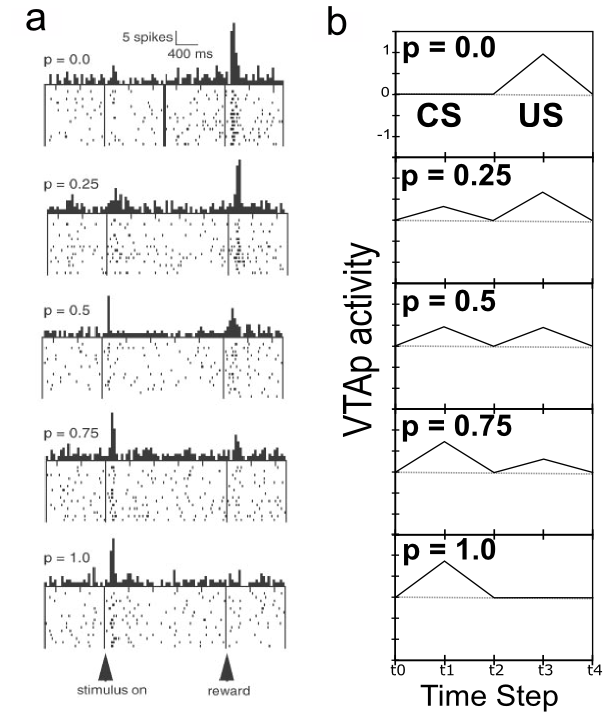 a
5 spikes
400 ms
p = 0.0
p = 0.25
p = 0.5
p = 0.75
p = 1.0
stimulus on
reward
b
VTAp activity
1
0
-1
p = 0.0
CS
US
p = 0.25
p = 0.5
p = 0.75
p = 1.0
t0
t1
t2
t3
t4
Time Step